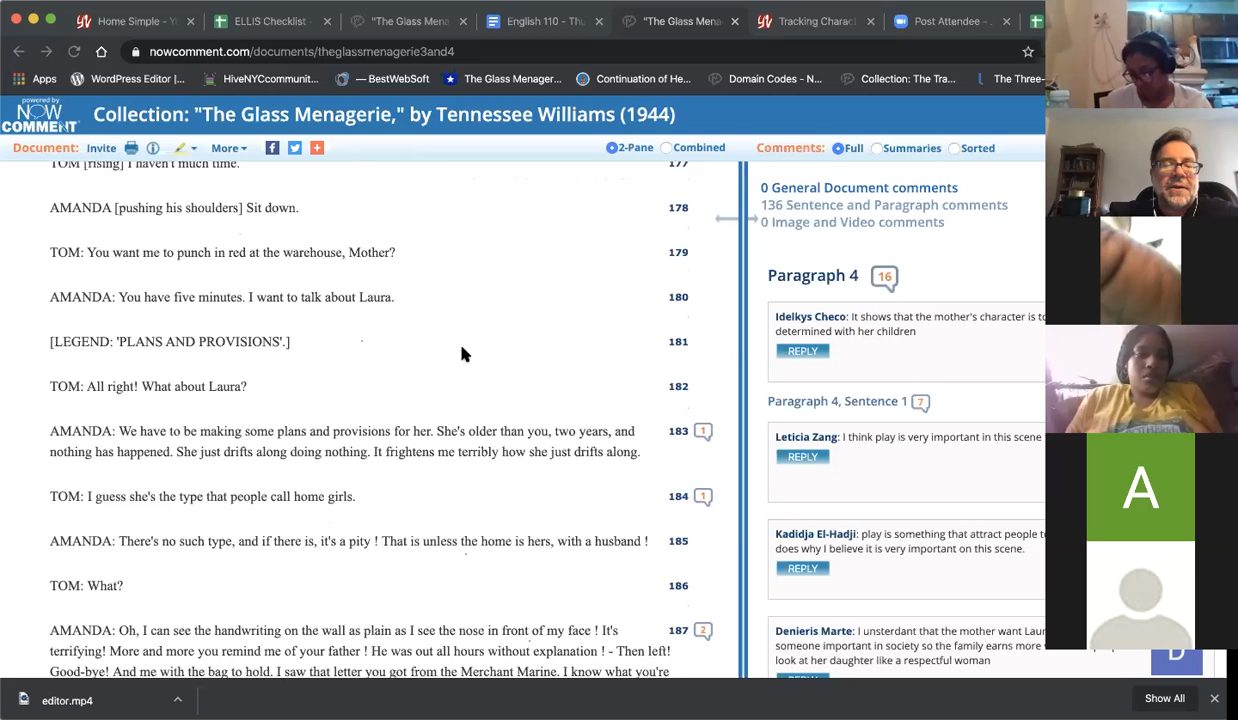 Home Simple - Y
ELLIS Checklist -
"The Glass Mena
English 110 - Thu
"The Glass Mena
Tracking Charac
Post Attendee -
nowcomment.com/documents/theglassmenagerie3and4
Apps
WordPress Editor |...
HiveNYCcommunit...
— BestWebSoft
The Glass Menager...
Continuation of He...
Domain Codes - N...
Collection: The Tra...
The Three-
powered by
NOW
COMMENT
Collection: "The Glass Menagerie," by Tennessee Williams (1944)
Document: Invite More
2-Pane Combined
Comments: Full Summaries Sorted
TOM [rising] I haven't much time. 177
AMANDA [pushing his shoulders] Sit down. 178
TOM: You want me to punch in red at the warehouse, Mother? 179
AMANDA: You have five minutes. I want to talk about Laura. 180
[LEGEND: 'PLANS AND PROVISIONS'.] 181
TOM: All right! What about Laura? 182
AMANDA: We have to be making some plans and provisions for her. She's older than you, two years, and 183 1
nothing has happened. She just drifts along doing nothing. It frightens me terribly how she just drifts along.
TOM: I guess she's the type that people call home girls. 184 1
AMANDA: There's no such type, and if there is, it's a pity ! That is unless the home is hers, with a husband ! 185
TOM: What? 186
AMANDA: Oh, I can see the handwriting on the wall as plain as I see the nose in front of my face ! It's 187 2
terrifying! More and more you remind me of your father ! He was out all hours without explanation ! - Then left!
Good-bye! And me with the bag to hold. I saw that letter you got from the Merchant Marine. I know what you're
0 General Document comments
136 Sentence and Paragraph comments
0 Image and Video comments
Paragraph 4 16
Idelkys Checo: It shows that the mother's character is to
determined with her children
REPLY
Paragraph 4, Sentence 1 7
Leticia Zang: I think play is very important in this scene
REPLY
Kadidja El-Hadji: play is something that attract people to
does why I believe it is very important on this scene.
REPLY
Denieris Marte: I unsterdant that the mother want Laur
someone important in society so the family earns more
look at her daughter like a respectful woman
REPLY
A
D
editor.mp4
Show All